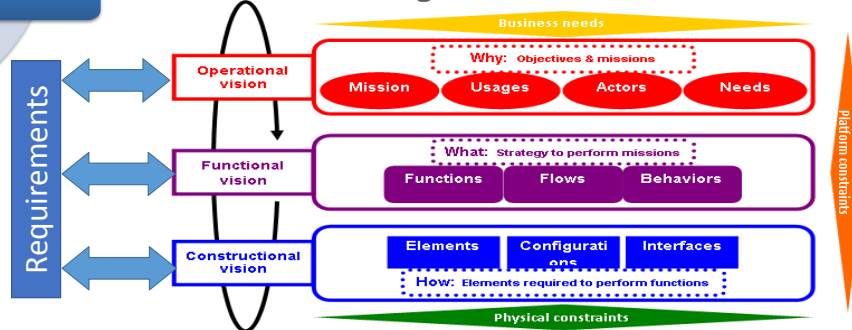 Business needs
Requirements
Operational
vision
Why: Objectives & missions
Mission
Usages
Actors
Needs
Functional
vision
What: Strategy to perform missions
Functions
Flows
Behaviors
Constructional
vision
Elements
Configurati
ons
Interfaces
How: Elements required to perform functions
Physical constraints
Platform constraints